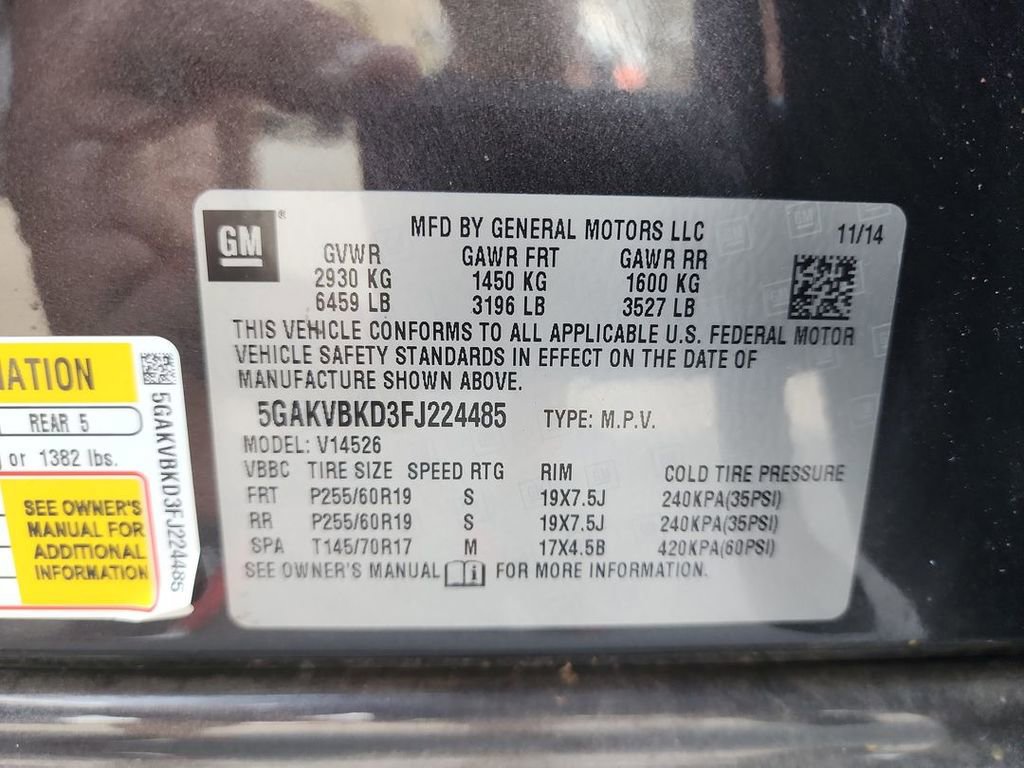 GM ®
MFD BY GENERAL MOTORS LLC 11/14
GVWR GAWR FRT GAWR RR
2930 KG 1450 KG 1600 KG
6459 LB 3196 LB 3527 LB
THIS VEHICLE CONFORMS TO ALL APPLICABLE U.S. FEDERAL MOTOR
VEHICLE SAFETY STANDARDS IN EFFECT ON THE DATE OF
MANUFACTURE SHOWN ABOVE.
5GAKVBKD3FJ224485 TYPE: M.P.V.
MODEL: V14526
VBBC TIRE SIZE SPEED RTG RIM COLD TIRE PRESSURE
FRT P255/60R19 S 19X7.5J 240KPA(35PSI)
RR P255/60R19 S 19X7.5J 240KPA(35PSI)
SPA T145/70R17 M 17X4.5B 420KPA(60PSI)
SEE OWNER'S MANUAL i FOR MORE INFORMATION.
ATION
REAR 5
or 1382 lbs.
SEE OWNER'S
MANUAL FOR
ADDITIONAL
INFORMATION
5GAKVBKD3FJ224485